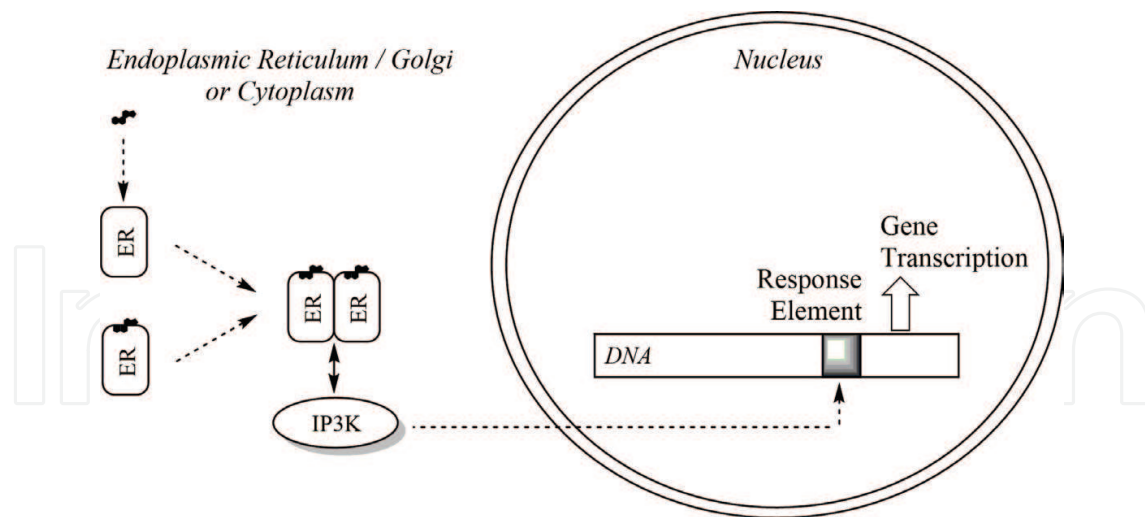 Endoplasmic Reticulum / Golgi
or Cytoplasm
Nucleus
ER
ER
ER
ER
IP3K
Gene
Transcription
Response
Element
DNA